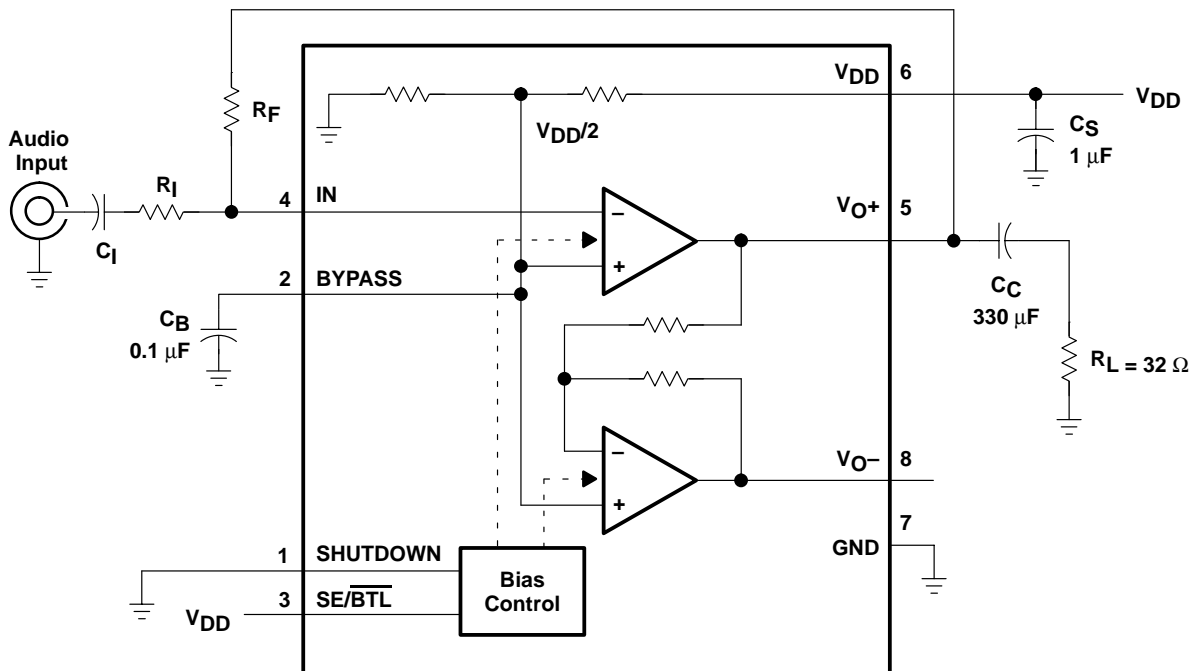 VDD 6
VDD
RF
VDD/2
CS
1 μF
Audio
Input
RI
4 IN
VO+ 5
−
CI
+
2 BYPASS
CC
330 μF
CB
0.1 μF
RL = 32 Ω
−
VO− 8
+
7
GND
1 SHUTDOWN
Bias
Control
3 SE/B̅T̅L̅
VDD